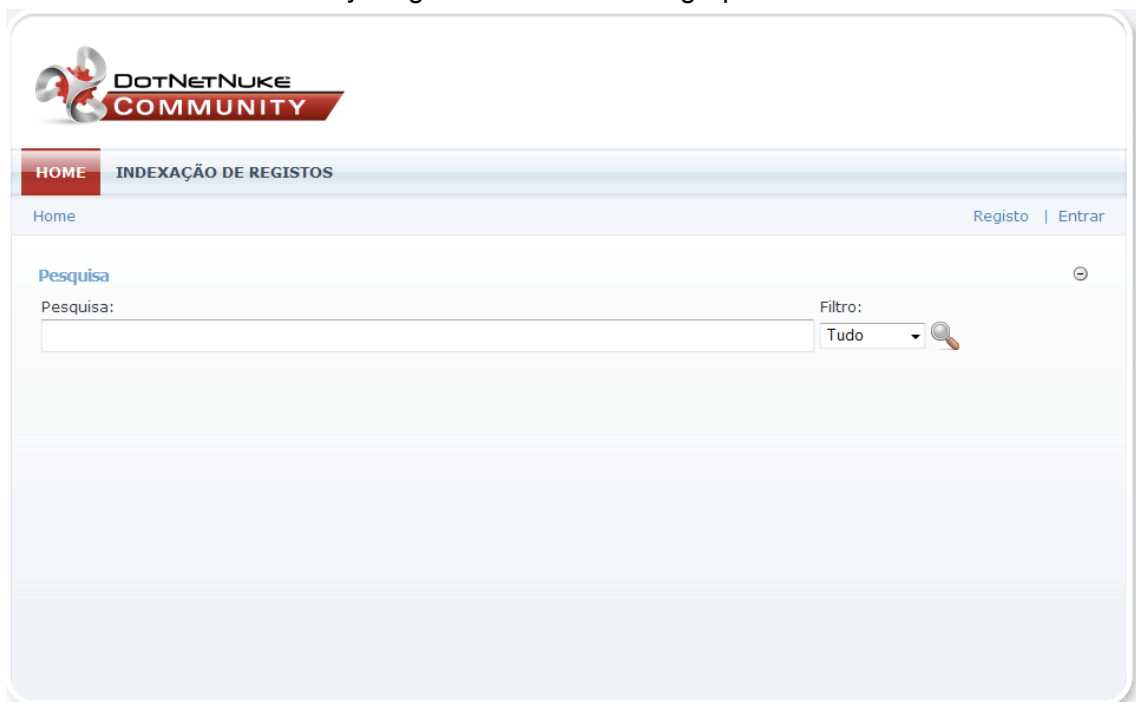 DOTNETNUKE
COMMUNITY
HOME INDEXAÇÃO DE REGISTOS
Home Registo | Entrar
Pesquisa
Pesquisa: Filtro:
Tudo